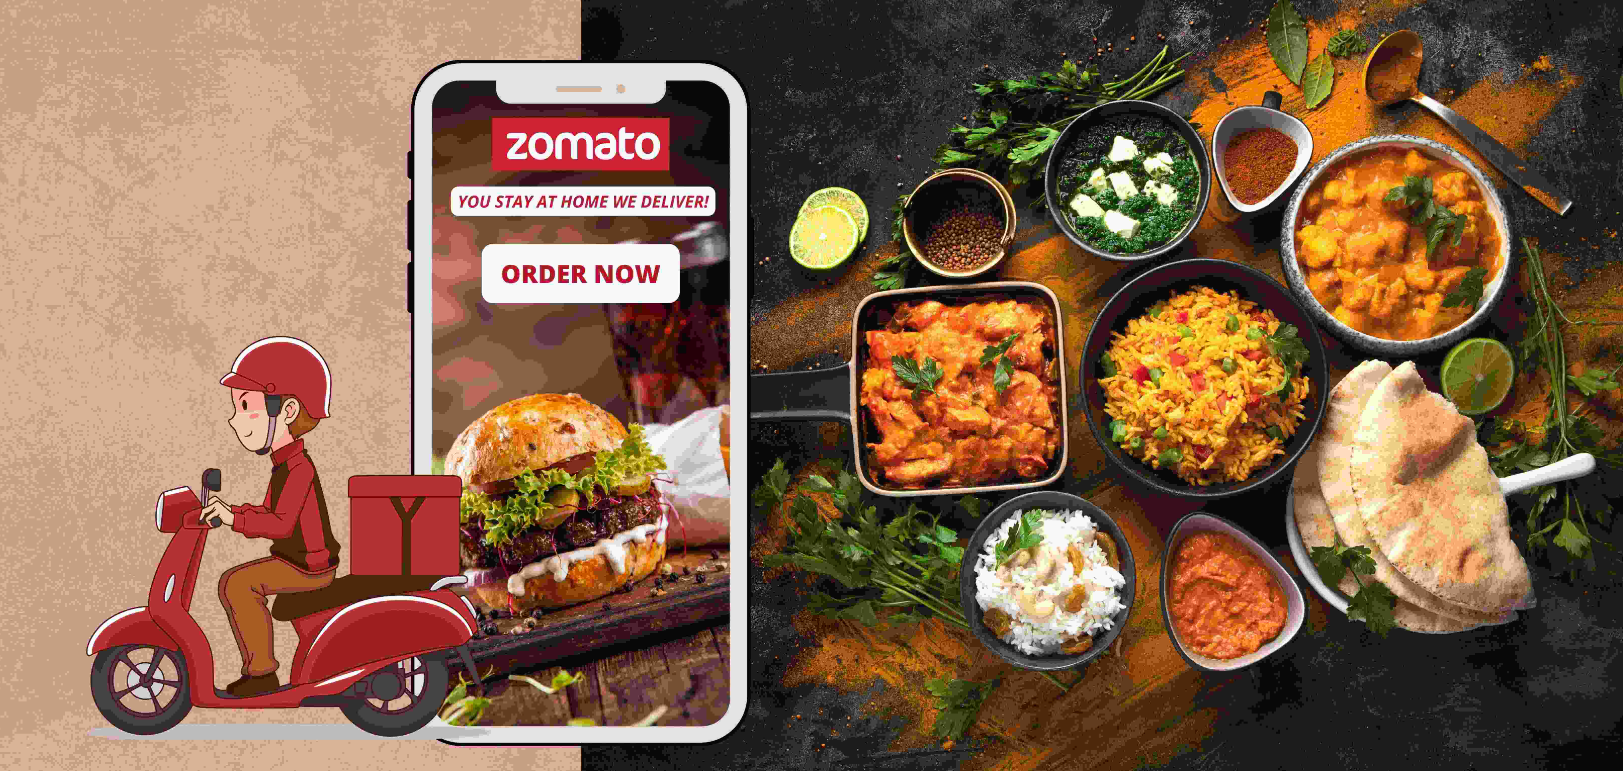 zomato
YOU STAY AT HOME WE DELIVER!
ORDER NOW